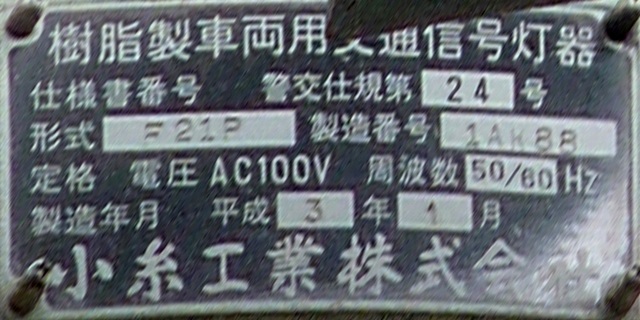 樹脂製車両用交通信号灯器
仕様書番号 警交仕規第 24 号
形式 F21P 製造番号 1AK88
定格 電圧 AC100V 周波数 50/60 Hz
製造年月 平成 3 年 1 月
小糸工業株式会社